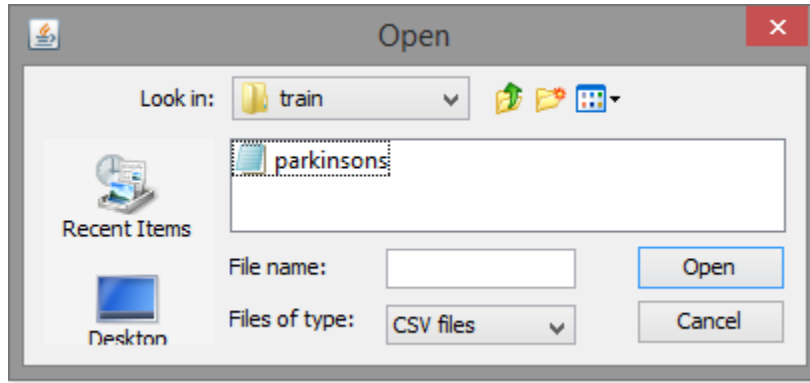 Open
Look in: train
parkinsons
Recent Items
Desktop
File name: Open
Files of type: CSV files Cancel